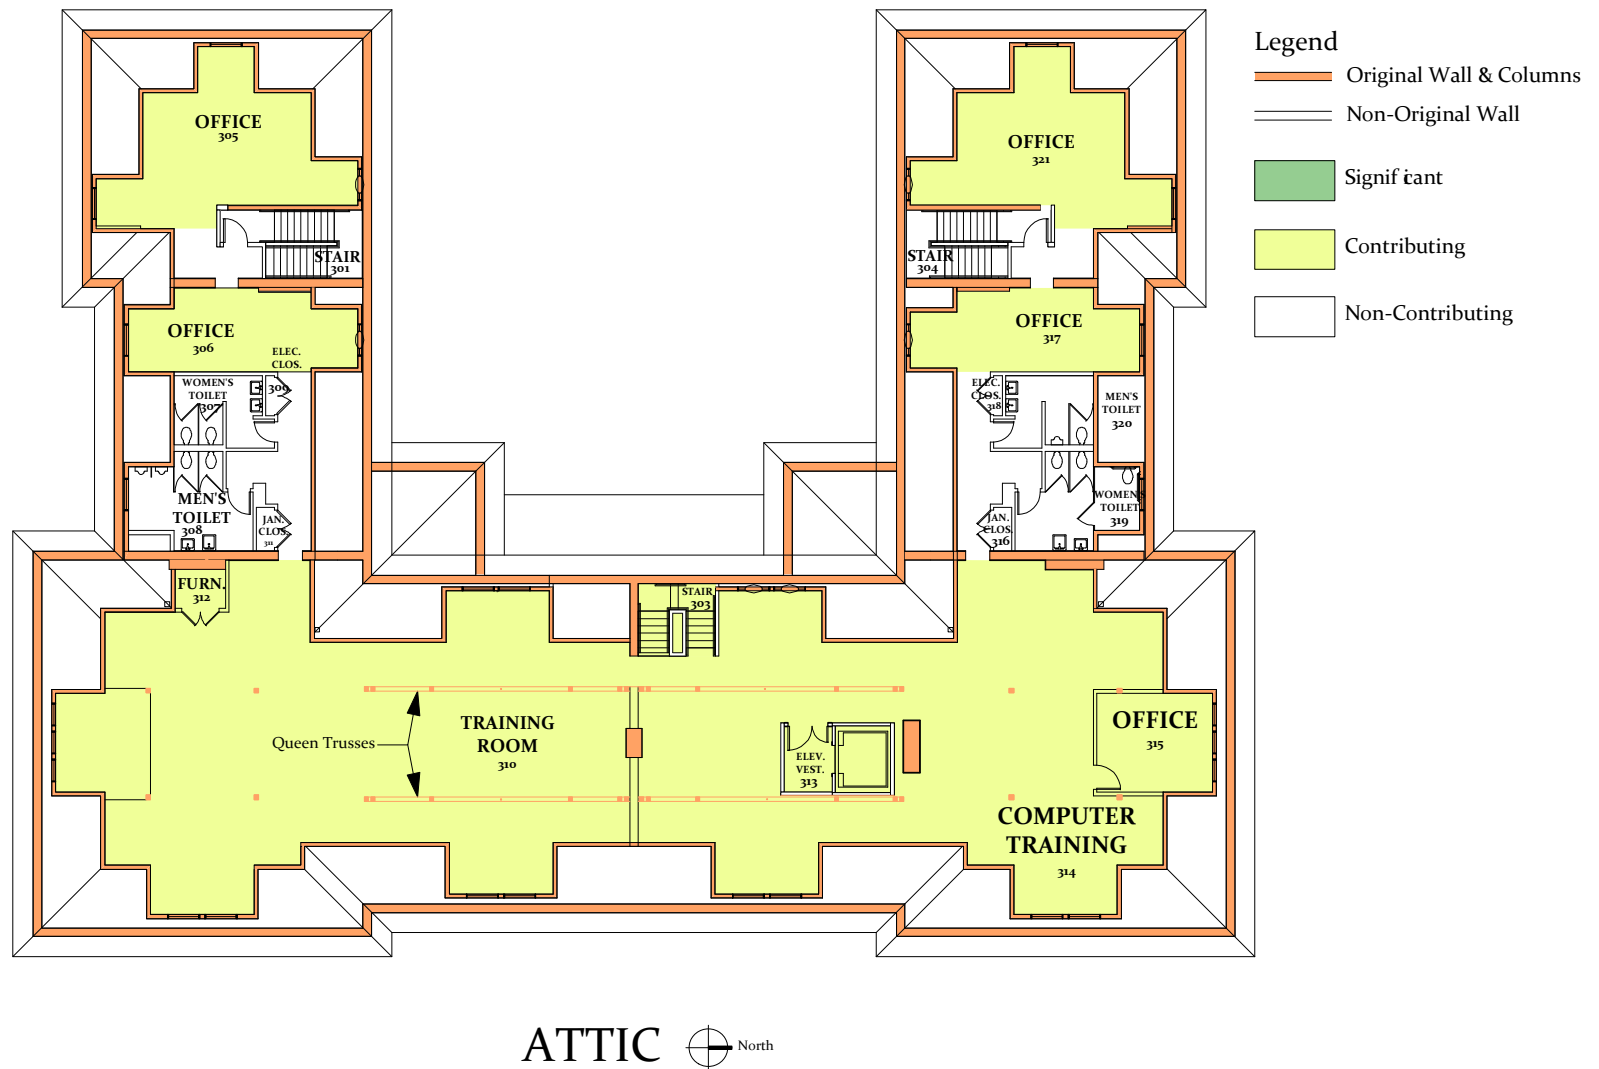 Legend
Original Wall & Columns
Non-Original Wall
Significant
Contributing
Non-Contributing
OFFICE
305
STAIR
301
OFFICE
306
ELEC.
CLOS.
309
WOMEN'S
TOILET
307
MEN'S
TOILET
308
JAN.
CLOS.
311
FURN.
312
OFFICE
321
STAIR
304
OFFICE
317
ELEC.
CLOS.
318
MEN'S
TOILET
320
WOMEN'S
TOILET
319
JAN.
CLOS.
316
STAIR
303
Queen Trusses
TRAINING
ROOM
310
ELEV.
VEST.
313
OFFICE
315
COMPUTER
TRAINING
314
ATTIC
North